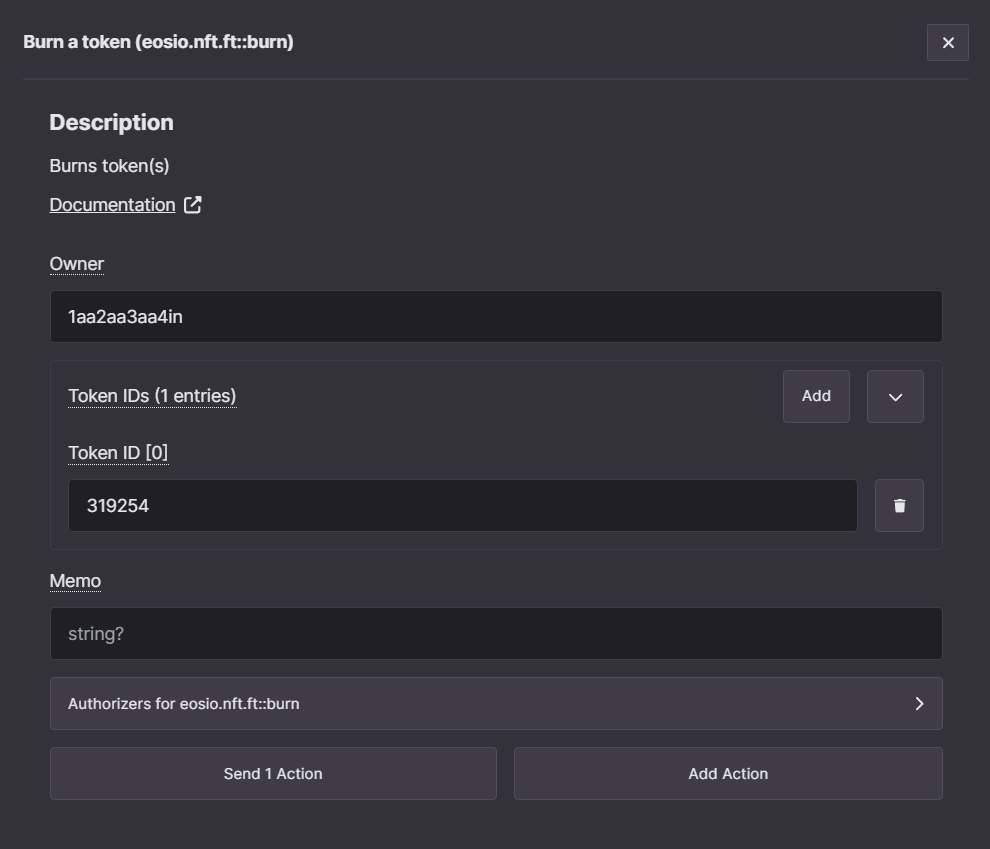 Burn a token (eosio.nft.ft::burn)
Description
Burns token(s)
Documentation
Owner
1aa2aa3aa4in
Token IDs (1 entries)
Add
Token ID [0]
319254
Memo
string?
Authorizers for eosio.nft.ft::burn
Send 1 Action
Add Action